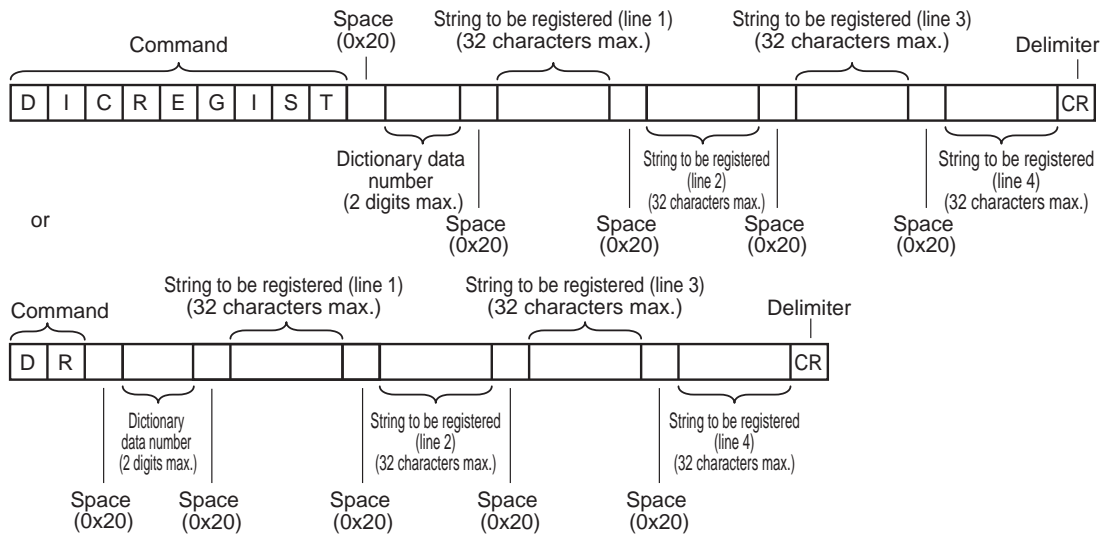 Space
(0x20)
String to be registered (line 1)
(32 characters max.)
String to be registered (line 3)
(32 characters max.)
Command
Delimiter
D I C R E G I S T CR
Dictionary data
number
(2 digits max.)
String to be registered
(line 2)
(32 characters max.)
String to be registered
(line 4)
(32 characters max.)
Space
(0x20)
Space
(0x20)
Space
(0x20)
Space
(0x20)
or
String to be registered (line 1)
(32 characters max.)
String to be registered (line 3)
(32 characters max.)
Command
Delimiter
D R CR
Dictionary
data number
(2 digits max.)
String to be registered
(line 2)
(32 characters max.)
String to be registered
(line 4)
(32 characters max.)
Space
(0x20)
Space
(0x20)
Space
(0x20)
Space
(0x20)
Space
(0x20)